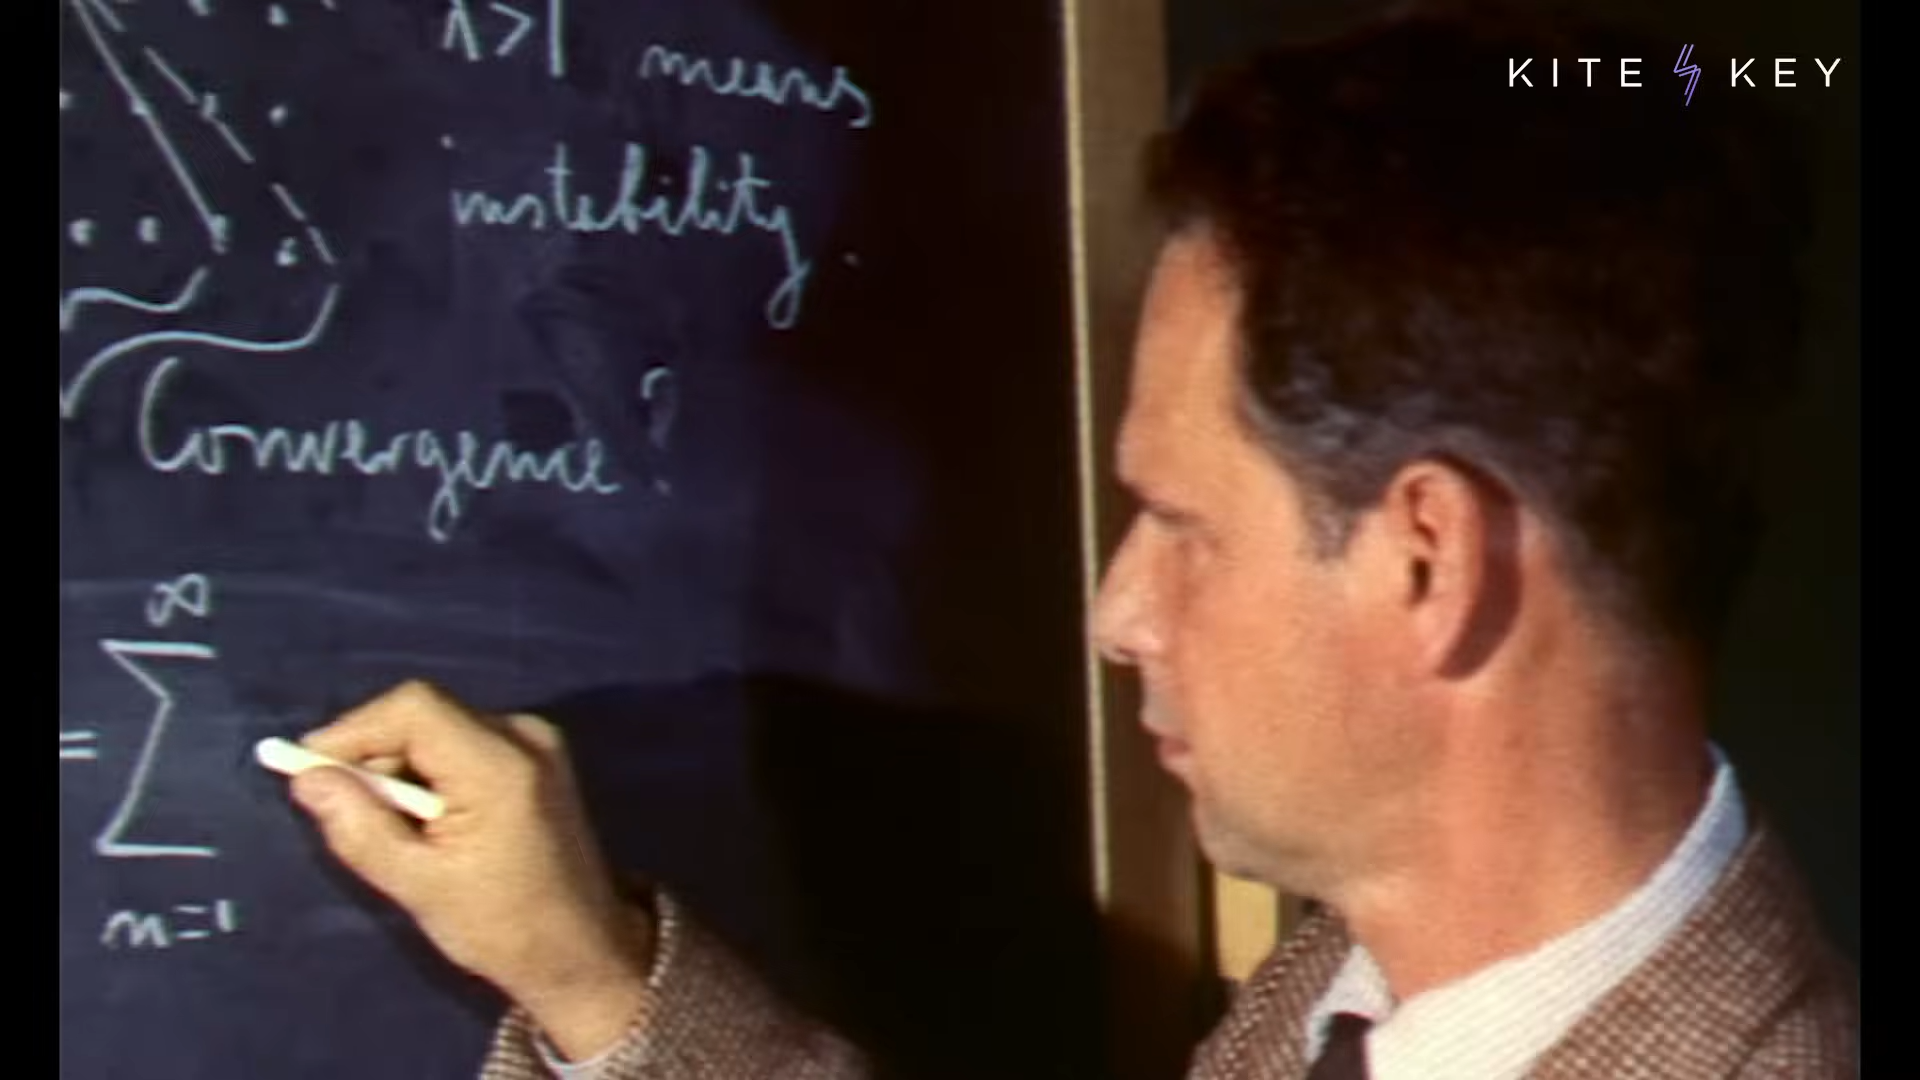 λ>1 means
instability.
KITE KEY
Convergence?
∞
= Σ
n=1